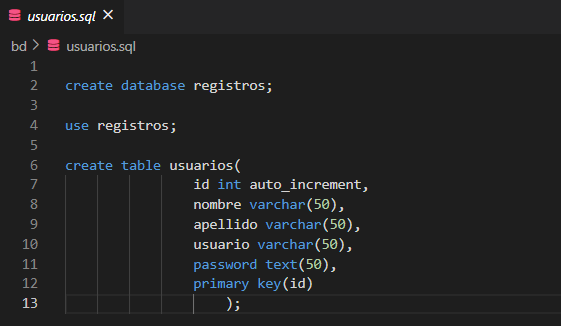 usuarios.sql ×
bd > usuarios.sql
1
2 create database registros;
3
4 use registros;
5
6 create table usuarios(
7 id int auto_increment,
8 nombre varchar(50),
9 apellido varchar(50),
10 usuario varchar(50),
11 password text(50),
12 primary key(id)
13 );